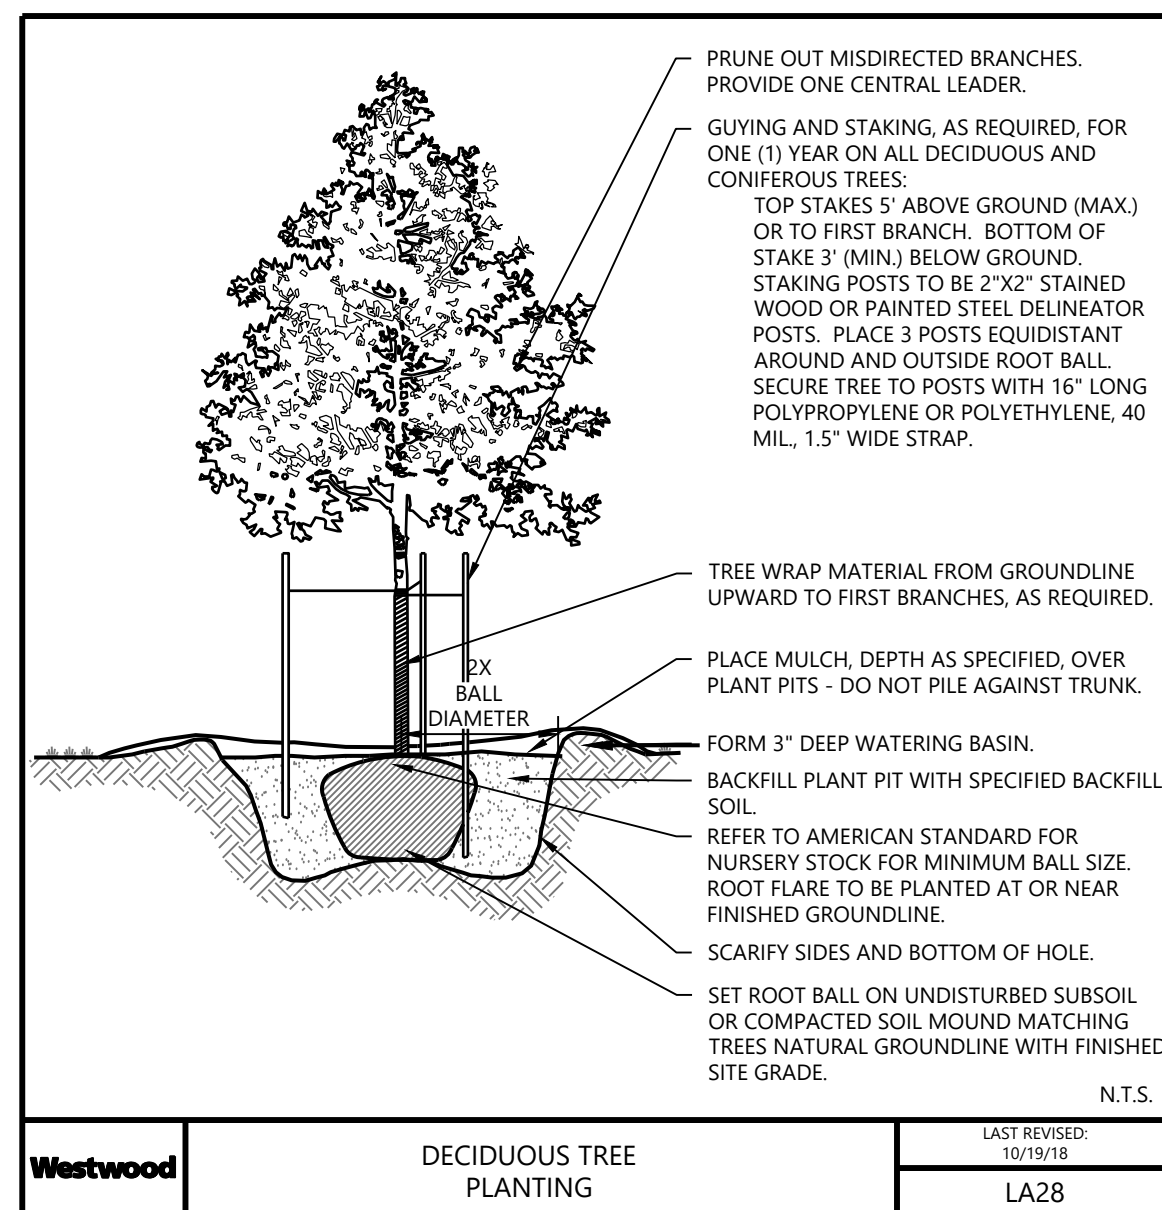 PRUNE OUT MISDIRECTED BRANCHES.
PROVIDE ONE CENTRAL LEADER.
GUYING AND STAKING, AS REQUIRED, FOR
ONE (1) YEAR ON ALL DECIDUOUS AND
CONIFEROUS TREES:
TOP STAKES 5' ABOVE GROUND (MAX.)
OR TO FIRST BRANCH. BOTTOM OF
STAKE 3' (MIN.) BELOW GROUND.
STAKING POSTS TO BE 2"X2" STAINED
WOOD OR PAINTED STEEL DELINEATOR
POSTS. PLACE 3 POSTS EQUIDISTANT
AROUND AND OUTSIDE ROOT BALL.
SECURE TREE TO POSTS WITH 16" LONG
POLYPROPYLENE OR POLYETHYLENE, 40
MIL., 1.5" WIDE STRAP.
TREE WRAP MATERIAL FROM GROUNDLINE
UPWARD TO FIRST BRANCHES, AS REQUIRED.
2X
BALL
DIAMETER
PLACE MULCH, DEPTH AS SPECIFIED, OVER
PLANT PITS - DO NOT PILE AGAINST TRUNK.
FORM 3" DEEP WATERING BASIN.
BACKFILL PLANT PIT WITH SPECIFIED BACKFILL
SOIL.
REFER TO AMERICAN STANDARD FOR
NURSERY STOCK FOR MINIMUM BALL SIZE.
ROOT FLARE TO BE PLANTED AT OR NEAR
FINISHED GROUNDLINE.
SCARIFY SIDES AND BOTTOM OF HOLE.
SET ROOT BALL ON UNDISTURBED SUBSOIL
OR COMPACTED SOIL MOUND MATCHING
TREES NATURAL GROUNDLINE WITH FINISHED
SITE GRADE.
N.T.S.
Westwood
DECIDUOUS TREE
PLANTING
LAST REVISED:
10/19/18
LA28